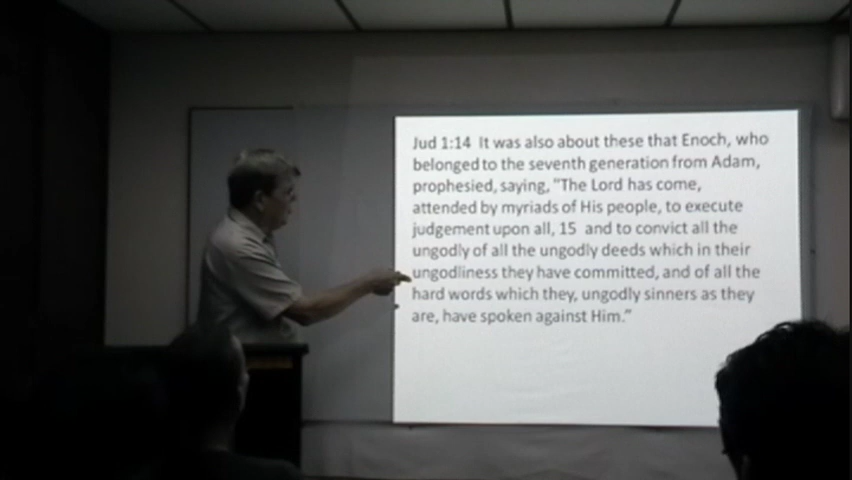 Jud 1:14 It was also about these that Enoch, who
belonged to the seventh generation from Adam,
prophesied, saying, "The Lord has come,
attended by myriads of His people, to execute
judgement upon all, 15 and to convict all the
ungodly of all the ungodly deeds which in their
ungodliness they have committed, and of all the
hard words which they, ungodly sinners as they
are, have spoken against Him."